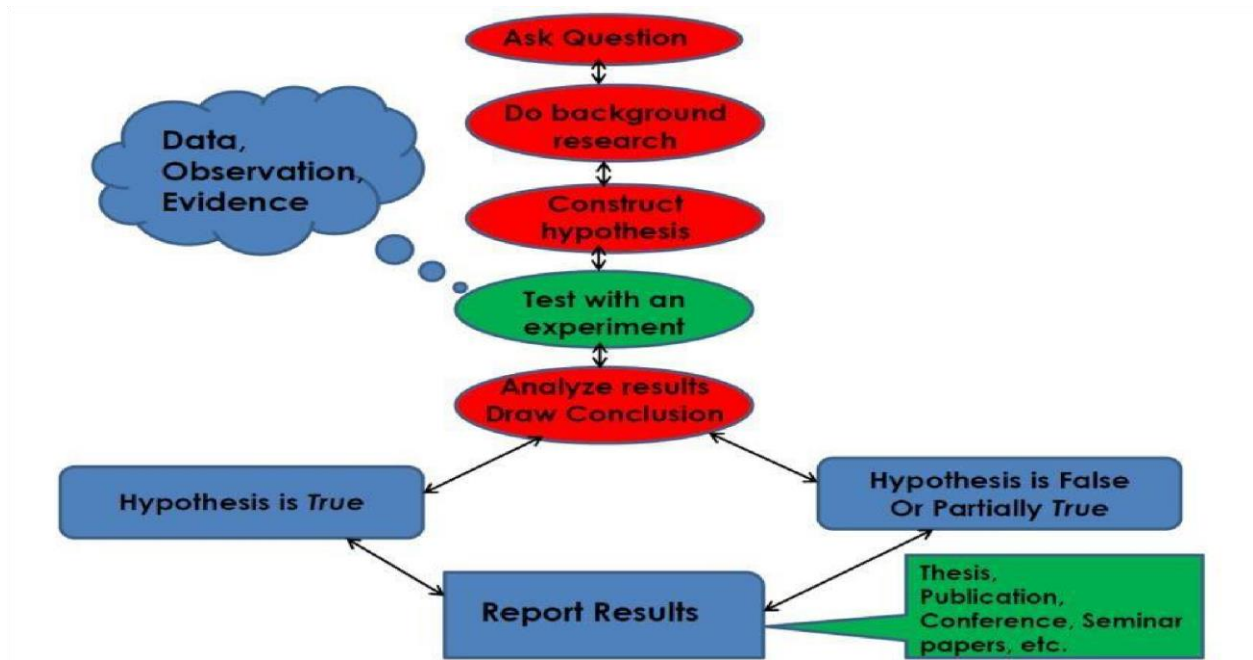 Ask Question
Do background
research
Data,
Observation,
Evidence
Construct
hypothesis
Test with an
experiment
Analyze results
Draw Conclusion
Hypothesis is True
Hypothesis is False
Or Partially True
Report Results
Thesis,
Publication,
Conference, Seminar
papers, etc.